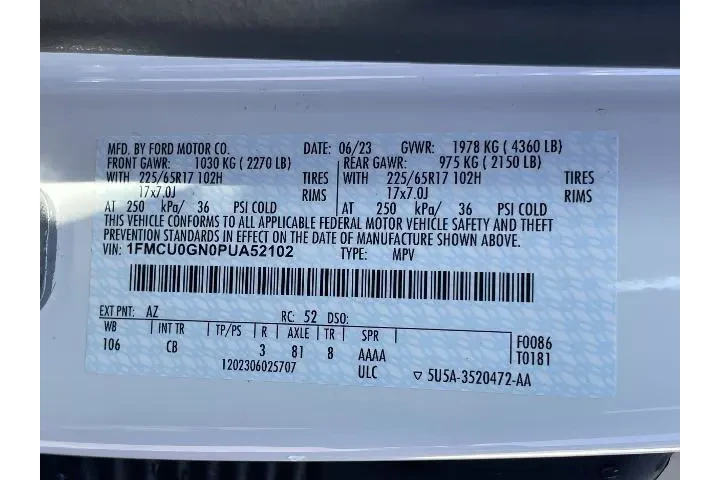 MFD. BY FORD MOTOR CO. DATE: 06/23 GVWR: 1978 KG ( 4360 LB)
FRONT GAWR: 1030 KG ( 2270 LB) REAR GAWR: 975 KG ( 2150 LB)
WITH 225/65R17 102H TIRES WITH 225/65R17 102H TIRES
17x7.0J RIMS 17x7.0J RIMS
AT 250 kPa/ 36 PSI COLD AT 250 kPa/ 36 PSI COLD
THIS VEHICLE CONFORMS TO ALL APPLICABLE FEDERAL MOTOR VEHICLE SAFETY AND THEFT
PREVENTION STANDARDS IN EFFECT ON THE DATE OF MANUFACTURE SHOWN ABOVE.
VIN: 1FMCU0GN0PUA52102 TYPE: MPV
EXT PNT: AZ RC: 52 DSO:
WB INT TR TP/PS R AXLE TR SPR F0086
106 CB 3 81 8 AAAA T0181
1202306025707 ULC ▽ 5U5A-3520472-AA